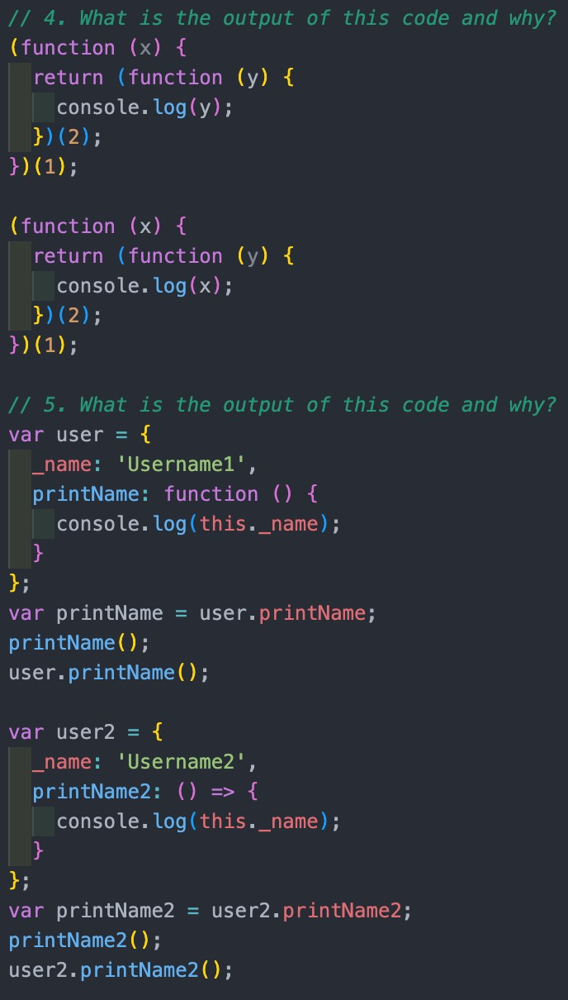 // 4. What is the output of this code and why?
(function (x) {
  return (function (y) {
    console.log(y);
  })(2);
})(1);

(function (x) {
  return (function (y) {
    console.log(x);
  })(2);
})(1);

// 5. What is the output of this code and why?
var user = {
  _name: 'Username1',
  printName: function () {
    console.log(this._name);
  }
};
var printName = user.printName;
printName();
user.printName();

var user2 = {
  _name: 'Username2',
  printName2: () => {
    console.log(this._name);
  }
};
var printName2 = user2.printName2;
printName2();
user2.printName2();